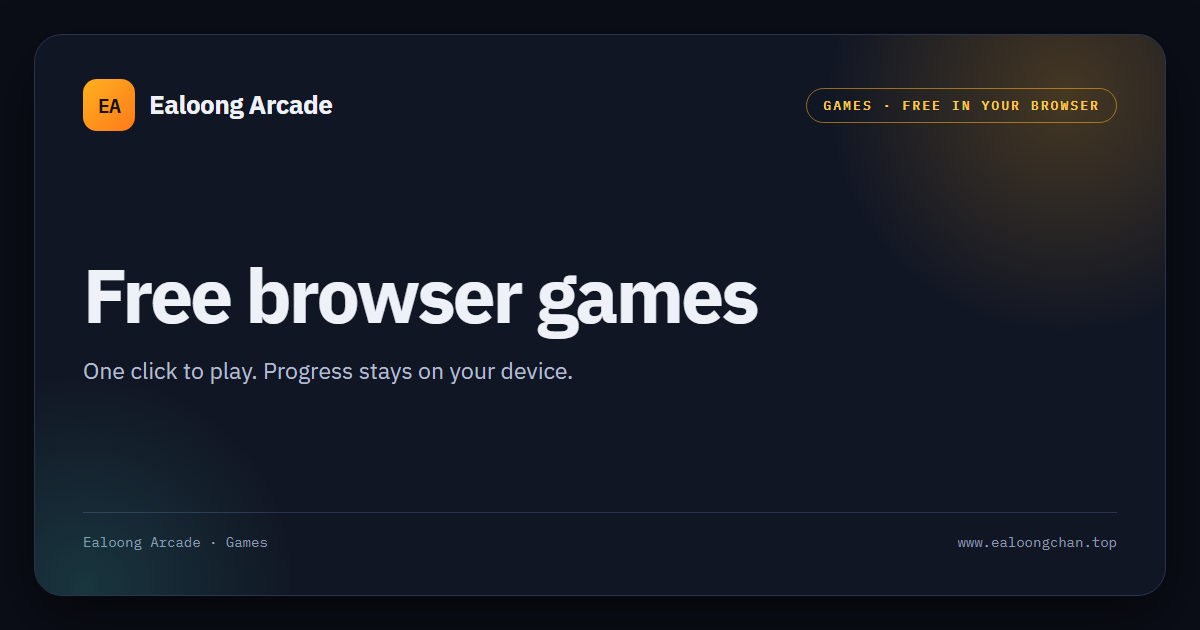 EA
Ealoong Arcade
GAMES · FREE IN YOUR BROWSER
Free browser games
One click to play. Progress stays on your device.
Ealoong Arcade · Games
www.ealoongchan.top